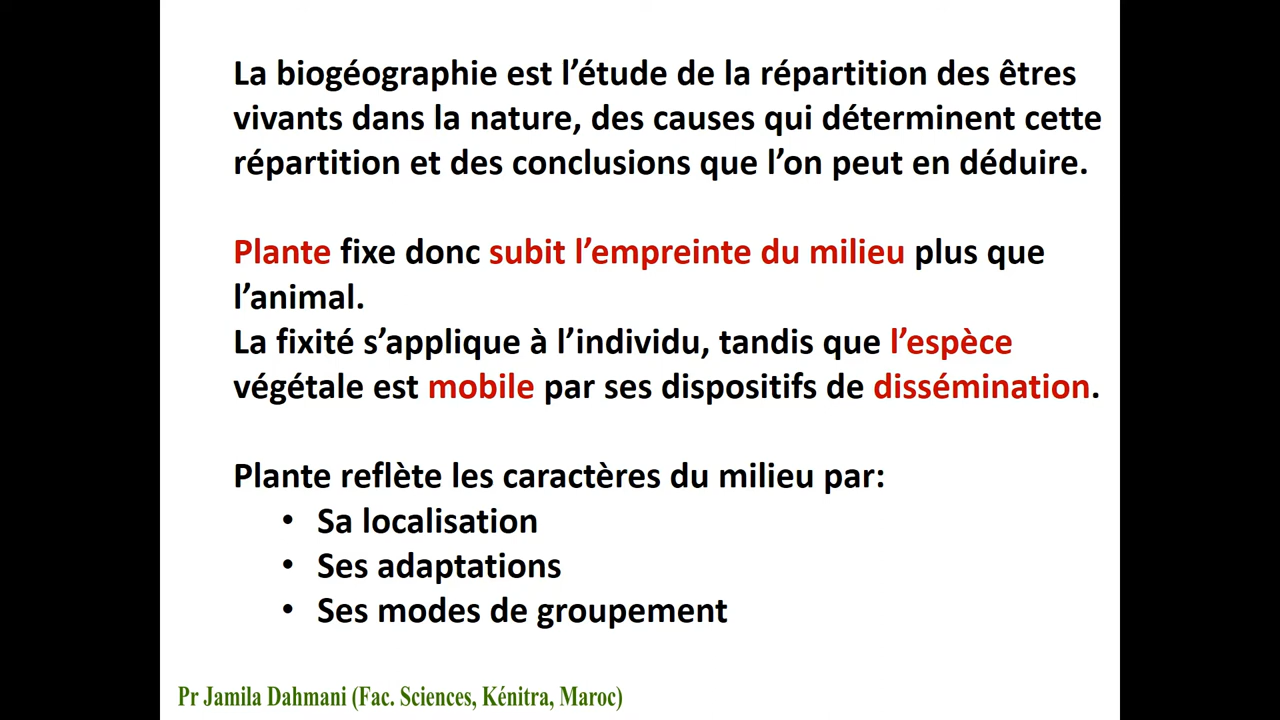 La biogéographie est l’étude de la répartition des êtres
vivants dans la nature, des causes qui déterminent cette
répartition et des conclusions que l’on peut en déduire.
Plante fixe donc subit l’empreinte du milieu plus que
l’animal.
La fixité s’applique à l’individu, tandis que l’espèce
végétale est mobile par ses dispositifs de dissémination.
Plante reflète les caractères du milieu par:
• Sa localisation
• Ses adaptations
• Ses modes de groupement
Pr Jamila Dahmani (Fac. Sciences, Kénitra, Maroc)